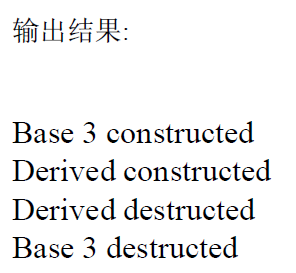 输出结果:
Base 3 constructed
Derived constructed
Derived destructed
Base 3 destructed